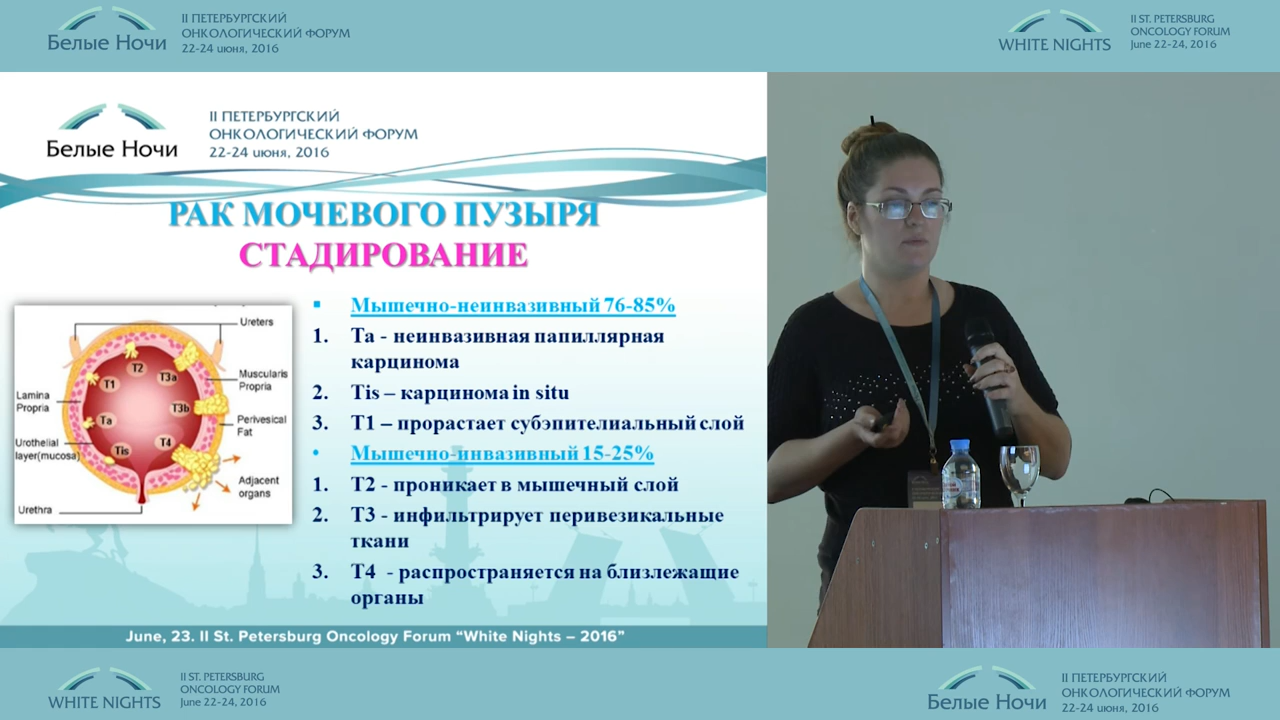 Белые Ночи
II ПЕТЕРБУРГСКИЙ
ОНКОЛОГИЧЕСКИЙ ФОРУМ
22-24 июня, 2016
WHITE NIGHTS
II ST. PETERSBURG
ONCOLOGY FORUM
June 22-24, 2016
Белые Ночи
II ПЕТЕРБУРГСКИЙ
ОНКОЛОГИЧЕСКИЙ ФОРУМ
22-24 июня, 2016
РАК МОЧЕВОГО ПУЗЫРЯ
СТАДИРОВАНИЕ
Ureters
Muscularis
Propria
Perivesical
Fat
Adjacent
organs
Lamina
Propria
Urothelial
layer(mucosa)
Urethra
T1
T2
T3a
T3b
T4
Ta
Tis
▪ Мышечно-неинвазивный 76-85%
1. Ta - неинвазивная папиллярная
карцинома
2. Tis – карцинома in situ
3. T1 – прорастает субэпителиальный слой
• Мышечно-инвазивный 15-25%
1. T2 - проникает в мышечный слой
2. T3 - инфильтрирует перивезикальные
ткани
3. T4 - распространяется на близлежащие
органы
June, 23. II St. Petersburg Oncology Forum “White Nights – 2016”
WHITE NIGHTS
II ST. PETERSBURG
ONCOLOGY FORUM
June 22-24, 2016
Белые Ночи
II ПЕТЕРБУРГСКИЙ
ОНКОЛОГИЧЕСКИЙ ФОРУМ
22-24 июня, 2016